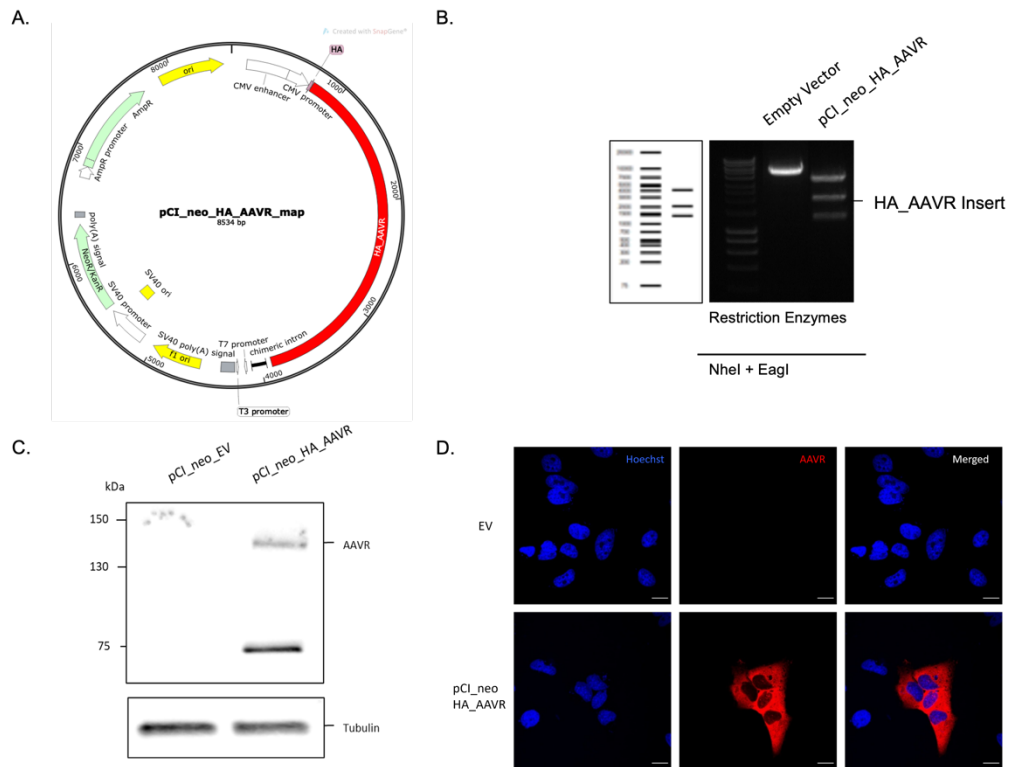 A.
Created with SnapGene®
HA
8000
ori
CMV enhancer
CMV promoter
1000
AmpR
AmpR promoter
7000
2000
pCI_neo_HA_AAVR_map
8534 bp
HA_AAVR
poly(A) signal
NeoR/KanR
6000
SV40 ori
SV40 promoter
3000
SV40 poly(A) signal
T7 promoter
chimeric intron
f1 ori
5000
4000
T3 promoter
B.
Empty Vector
pCI_neo_HA_AAVR
HA_AAVR Insert
Restriction Enzymes
NheI + EagI
C.
pCI_neo_EV
pCI_neo_HA_AAVR
kDa
150
AAVR
130
75
Tubulin
D.
Hoechst
AAVR
Merged
EV
pCI_neo
HA_AAVR